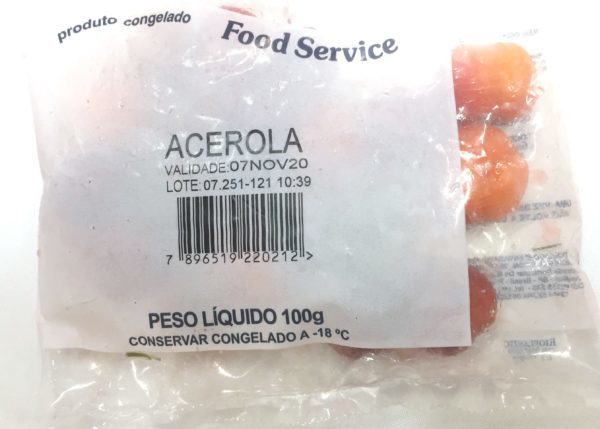 produto congelado
Food Service
ACEROLA
VALIDADE:07NOV20
LOTE: 07.251-121 10:39
7 896519 220212 >
PESO LÍQUIDO 100g
CONSERVAR CONGELADO A -18 ºC